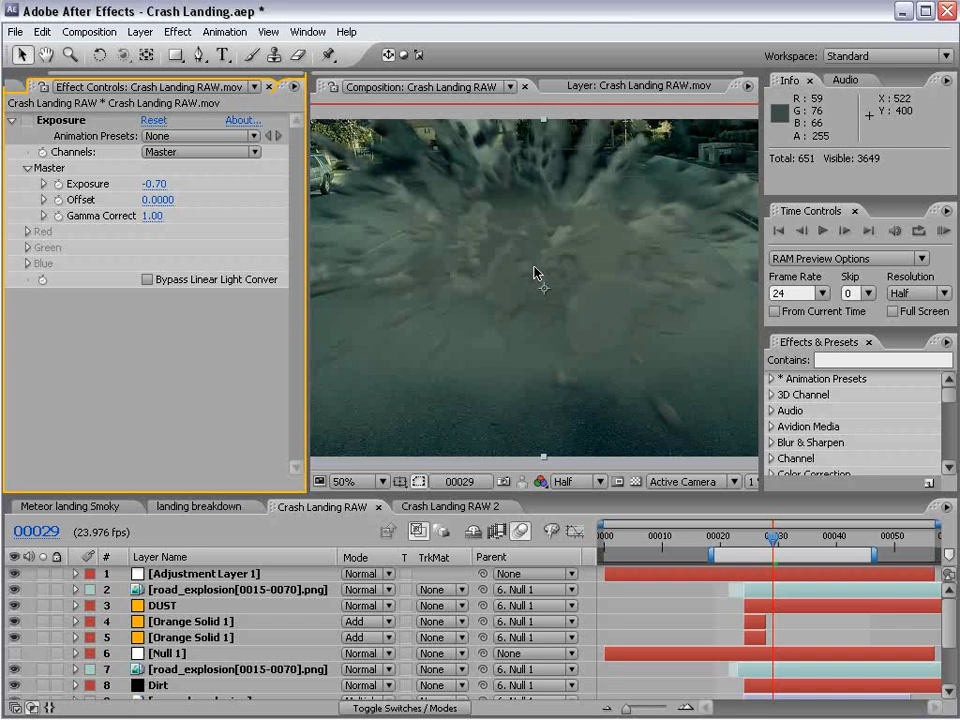 Adobe After Effects - Crash Landing.aep *
File Edit Composition Layer Effect Animation View Window Help
Workspace: Standard
Effect Controls: Crash Landing RAW.mov
Composition: Crash Landing RAW
Layer: Crash Landing RAW.mov
Info Audio
Crash Landing RAW * Crash Landing RAW.mov
Exposure Reset About...
Animation Presets: None
Channels: Master
Master
Exposure -0.70
Offset 0.0000
Gamma Correct 1.00
Red
Green
Blue
Bypass Linear Light Conver
R : 59 X : 522
G : 76 Y : 400
B : 66
A : 255
Total: 651 Visible: 3649
Time Controls
RAM Preview Options
Frame Rate Skip Resolution
24 0 Half
From Current Time Full Screen
Effects & Presets
Contains:
* Animation Presets
3D Channel
Audio
Avidion Media
Blur & Sharpen
Channel
Color Correction
50% 00029 Half Active Camera 1
Meteor landing Smoky landing breakdown Crash Landing RAW Crash Landing RAW 2
00029 (23.976 fps)
0000 00010 00020 00030 00040 00050
# Layer Name Mode T TrkMat Parent
1 [Adjustment Layer 1] Normal None
2 [road_explosion[0015-0070].png] Normal None 6. Null 1
3 DUST Normal None 6. Null 1
4 [Orange Solid 1] Add None 6. Null 1
5 [Orange Solid 1] Add None 6. Null 1
6 [Null 1] Normal None None
7 [road_explosion[0015-0070].png] Normal None 6. Null 1
8 Dirt Normal None 6. Null 1
Toggle Switches / Modes